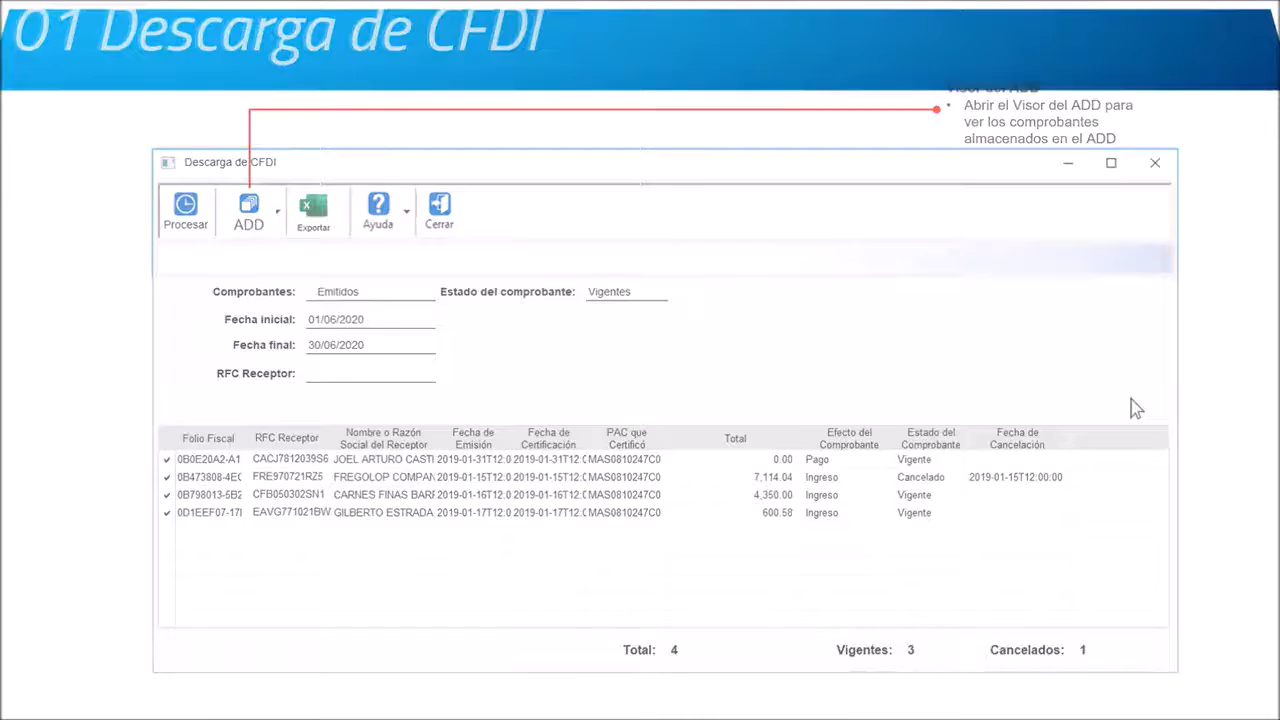 01 Descarga de CFDI
Visor del ADD
• Abrir el Visor del ADD para
ver los comprobantes
almacenados en el ADD
Descarga de CFDI
Procesar ADD Exportar Ayuda Cerrar
Comprobantes: Emitidos Estado del comprobante: Vigentes
Fecha inicial: 01/06/2020
Fecha final: 30/06/2020
RFC Receptor:
Folio Fiscal RFC Receptor Nombre o Razón Social del Receptor Fecha de Emisión Fecha de Certificación PAC que Certificó Total Efecto del Comprobante Estado del Comprobante Fecha de Cancelación
0B0E20A2-A1 CACJ7812039S6 JOEL ARTURO CASTI 2019-01-31T12:0 2019-01-31T12:0 MAS0810247C0 0.00 Pago Vigente
0B473808-4EC FRE970721RZ5 FREGOLOP COMPAN 2019-01-15T12:0 2019-01-15T12:0 MAS0810247C0 7,114.04 Ingreso Cancelado 2019-01-15T12:00:00
0B798013-5B2 CFB050302SN1 CARNES FINAS BAR 2019-01-16T12:0 2019-01-16T12:0 MAS0810247C0 4,350.00 Ingreso Vigente
0D1EEF07-17 EAVG771021BW GILBERTO ESTRADA 2019-01-17T12:0 2019-01-17T12:0 MAS0810247C0 600.58 Ingreso Vigente
Total: 4 Vigentes: 3 Cancelados: 1